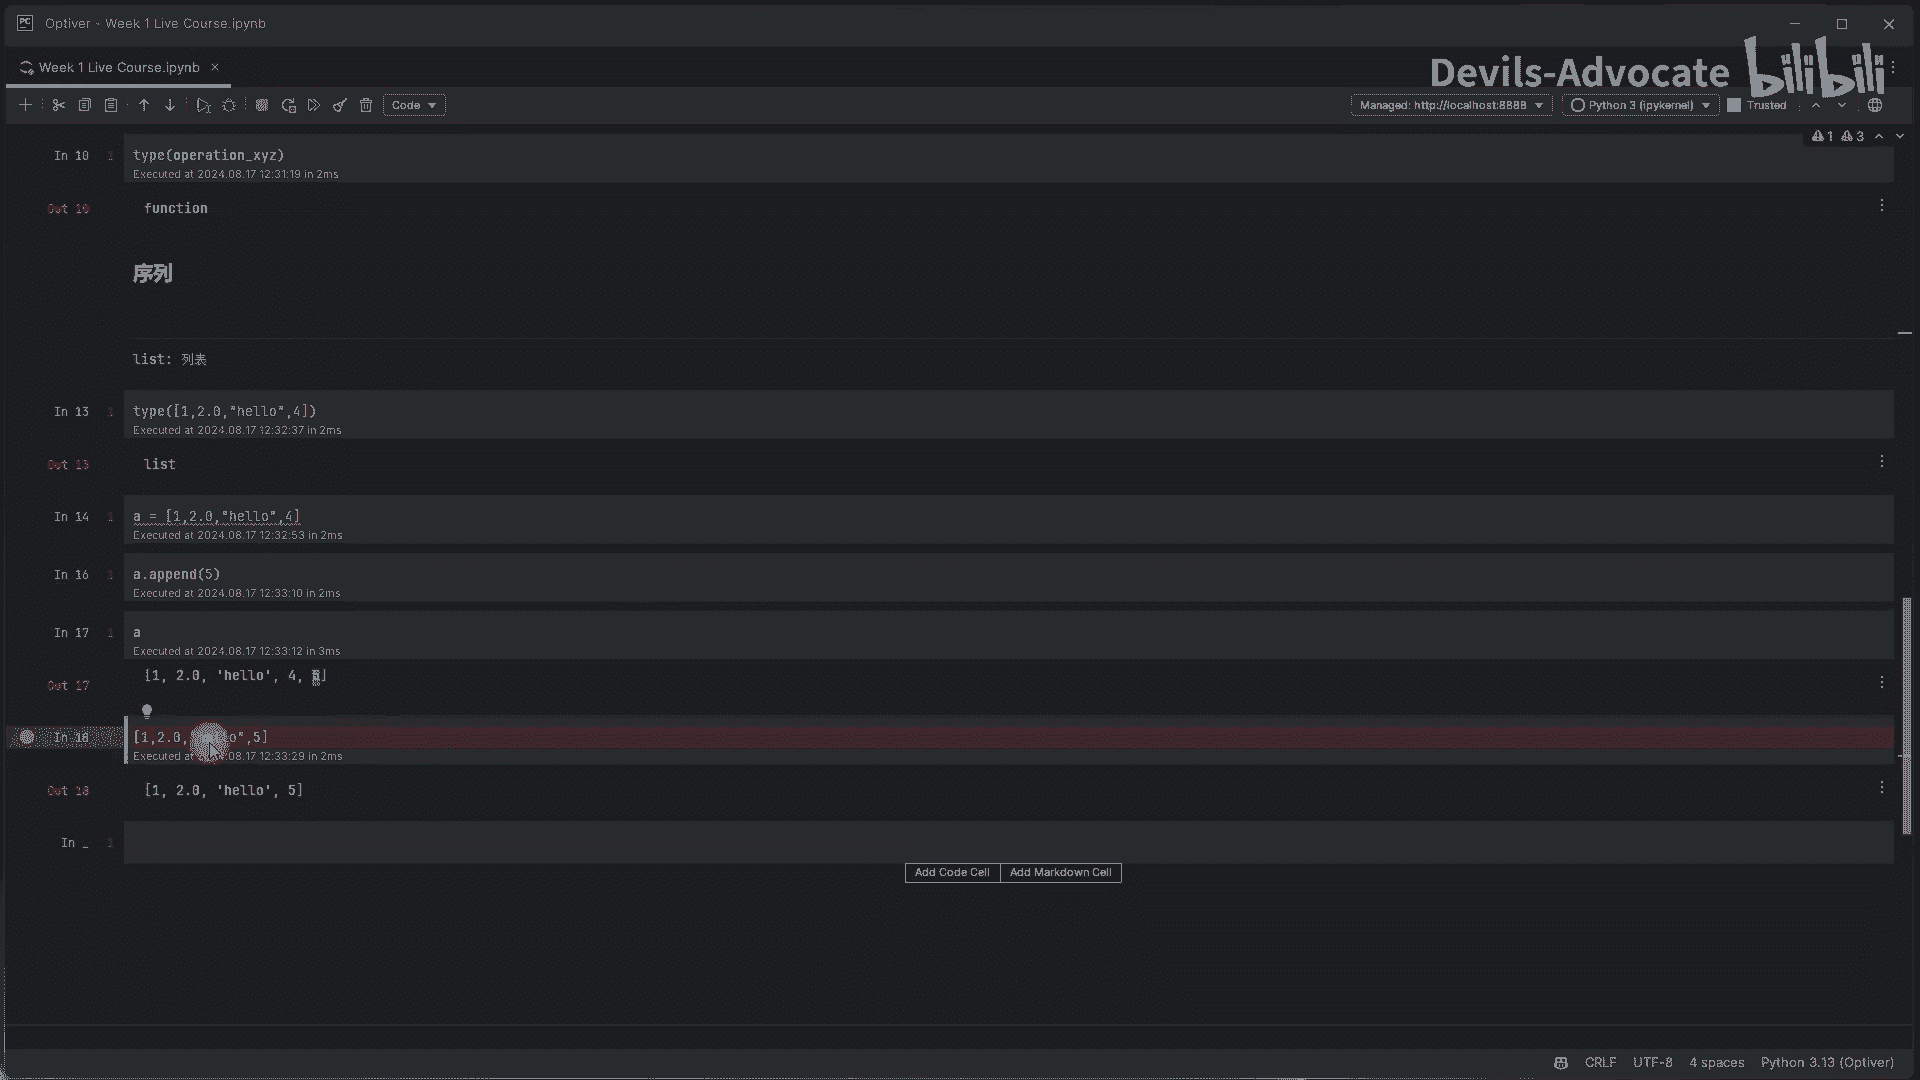 Optiver - Week 1 Live Course.ipynb
Week 1 Live Course.ipynb
Devils-Advocate bilibili
Code
Managed: http://localhost:8888
Python 3 (ipykernel)
Trusted
1 3
In 10 1 type(operation_xyz)
Executed at 2024.08.17 12:31:19 in 2ms
Out 10 function
序列
list: 列表
In 13 1 type([1,2.0,"hello",4])
Executed at 2024.08.17 12:32:37 in 2ms
Out 13 list
In 14 1 a = [1,2.0,"hello",4]
Executed at 2024.08.17 12:32:53 in 2ms
In 16 1 a.append(5)
Executed at 2024.08.17 12:33:10 in 2ms
In 17 1 a
Executed at 2024.08.17 12:33:12 in 3ms
Out 17 [1, 2.0, 'hello', 4, ]
In 18 [1,2.0, lo",5]
Executed at .08.17 12:33:29 in 2ms
Out 18 [1, 2.0, 'hello', 5]
In _ 1
Add Code Cell Add Markdown Cell
CRLF UTF-8 4 spaces Python 3.13 (Optiver)